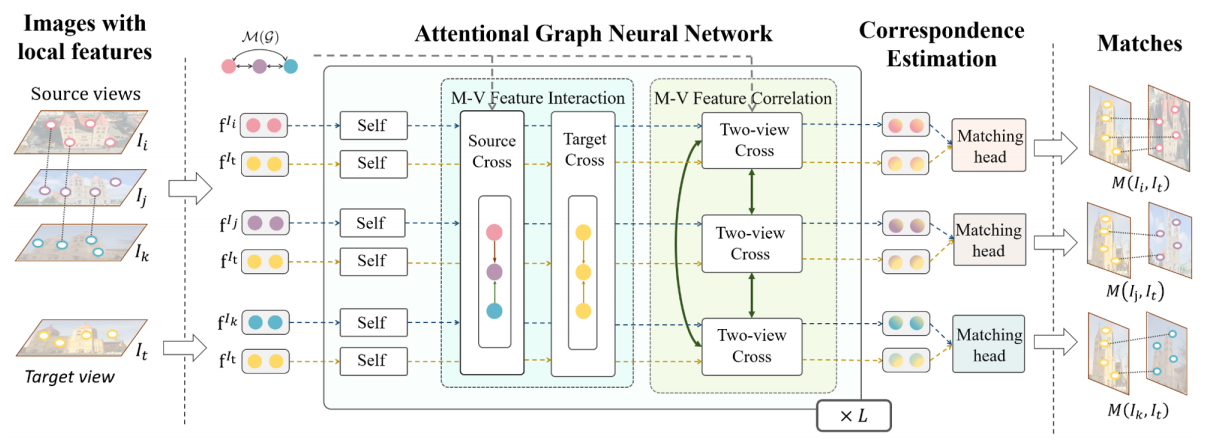 Images with
local features
Attentional Graph Neural Network
Correspondence
Estimation
Matches
Source views
I_i
I_j
I_k
I_t
Target view
M(G)
f^{I_i}
f^{I_t}
f^{I_j}
f^{I_t}
f^{I_k}
f^{I_t}
Self
Self
Self
Self
Self
Self
M-V Feature Interaction
Source
Cross
Target
Cross
M-V Feature Correlation
Two-view
Cross
Two-view
Cross
Two-view
Cross
× L
Matching
head
Matching
head
Matching
head
M(I_i, I_t)
M(I_j, I_t)
M(I_k, I_t)